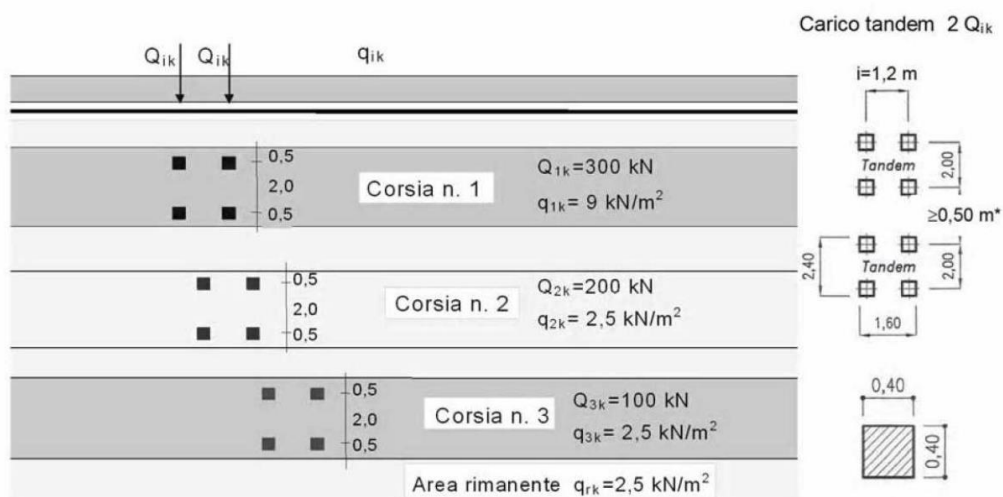 Carico tandem 2 Qik
Qik Qik qik
i=1,2 m
0,5
2,0
0,5
Corsia n. 1
Q1k=300 kN
q1k= 9 kN/m²
Tandem
2,00
≥0,50 m*
0,5
2,0
0,5
Corsia n. 2
Q2k=200 kN
q2k= 2,5 kN/m²
2,40
Tandem
2,00
1,60
0,5
2,0
0,5
Corsia n. 3
Q3k=100 kN
q3k= 2,5 kN/m²
0,40
0,40
Area rimanente qrk=2,5 kN/m²